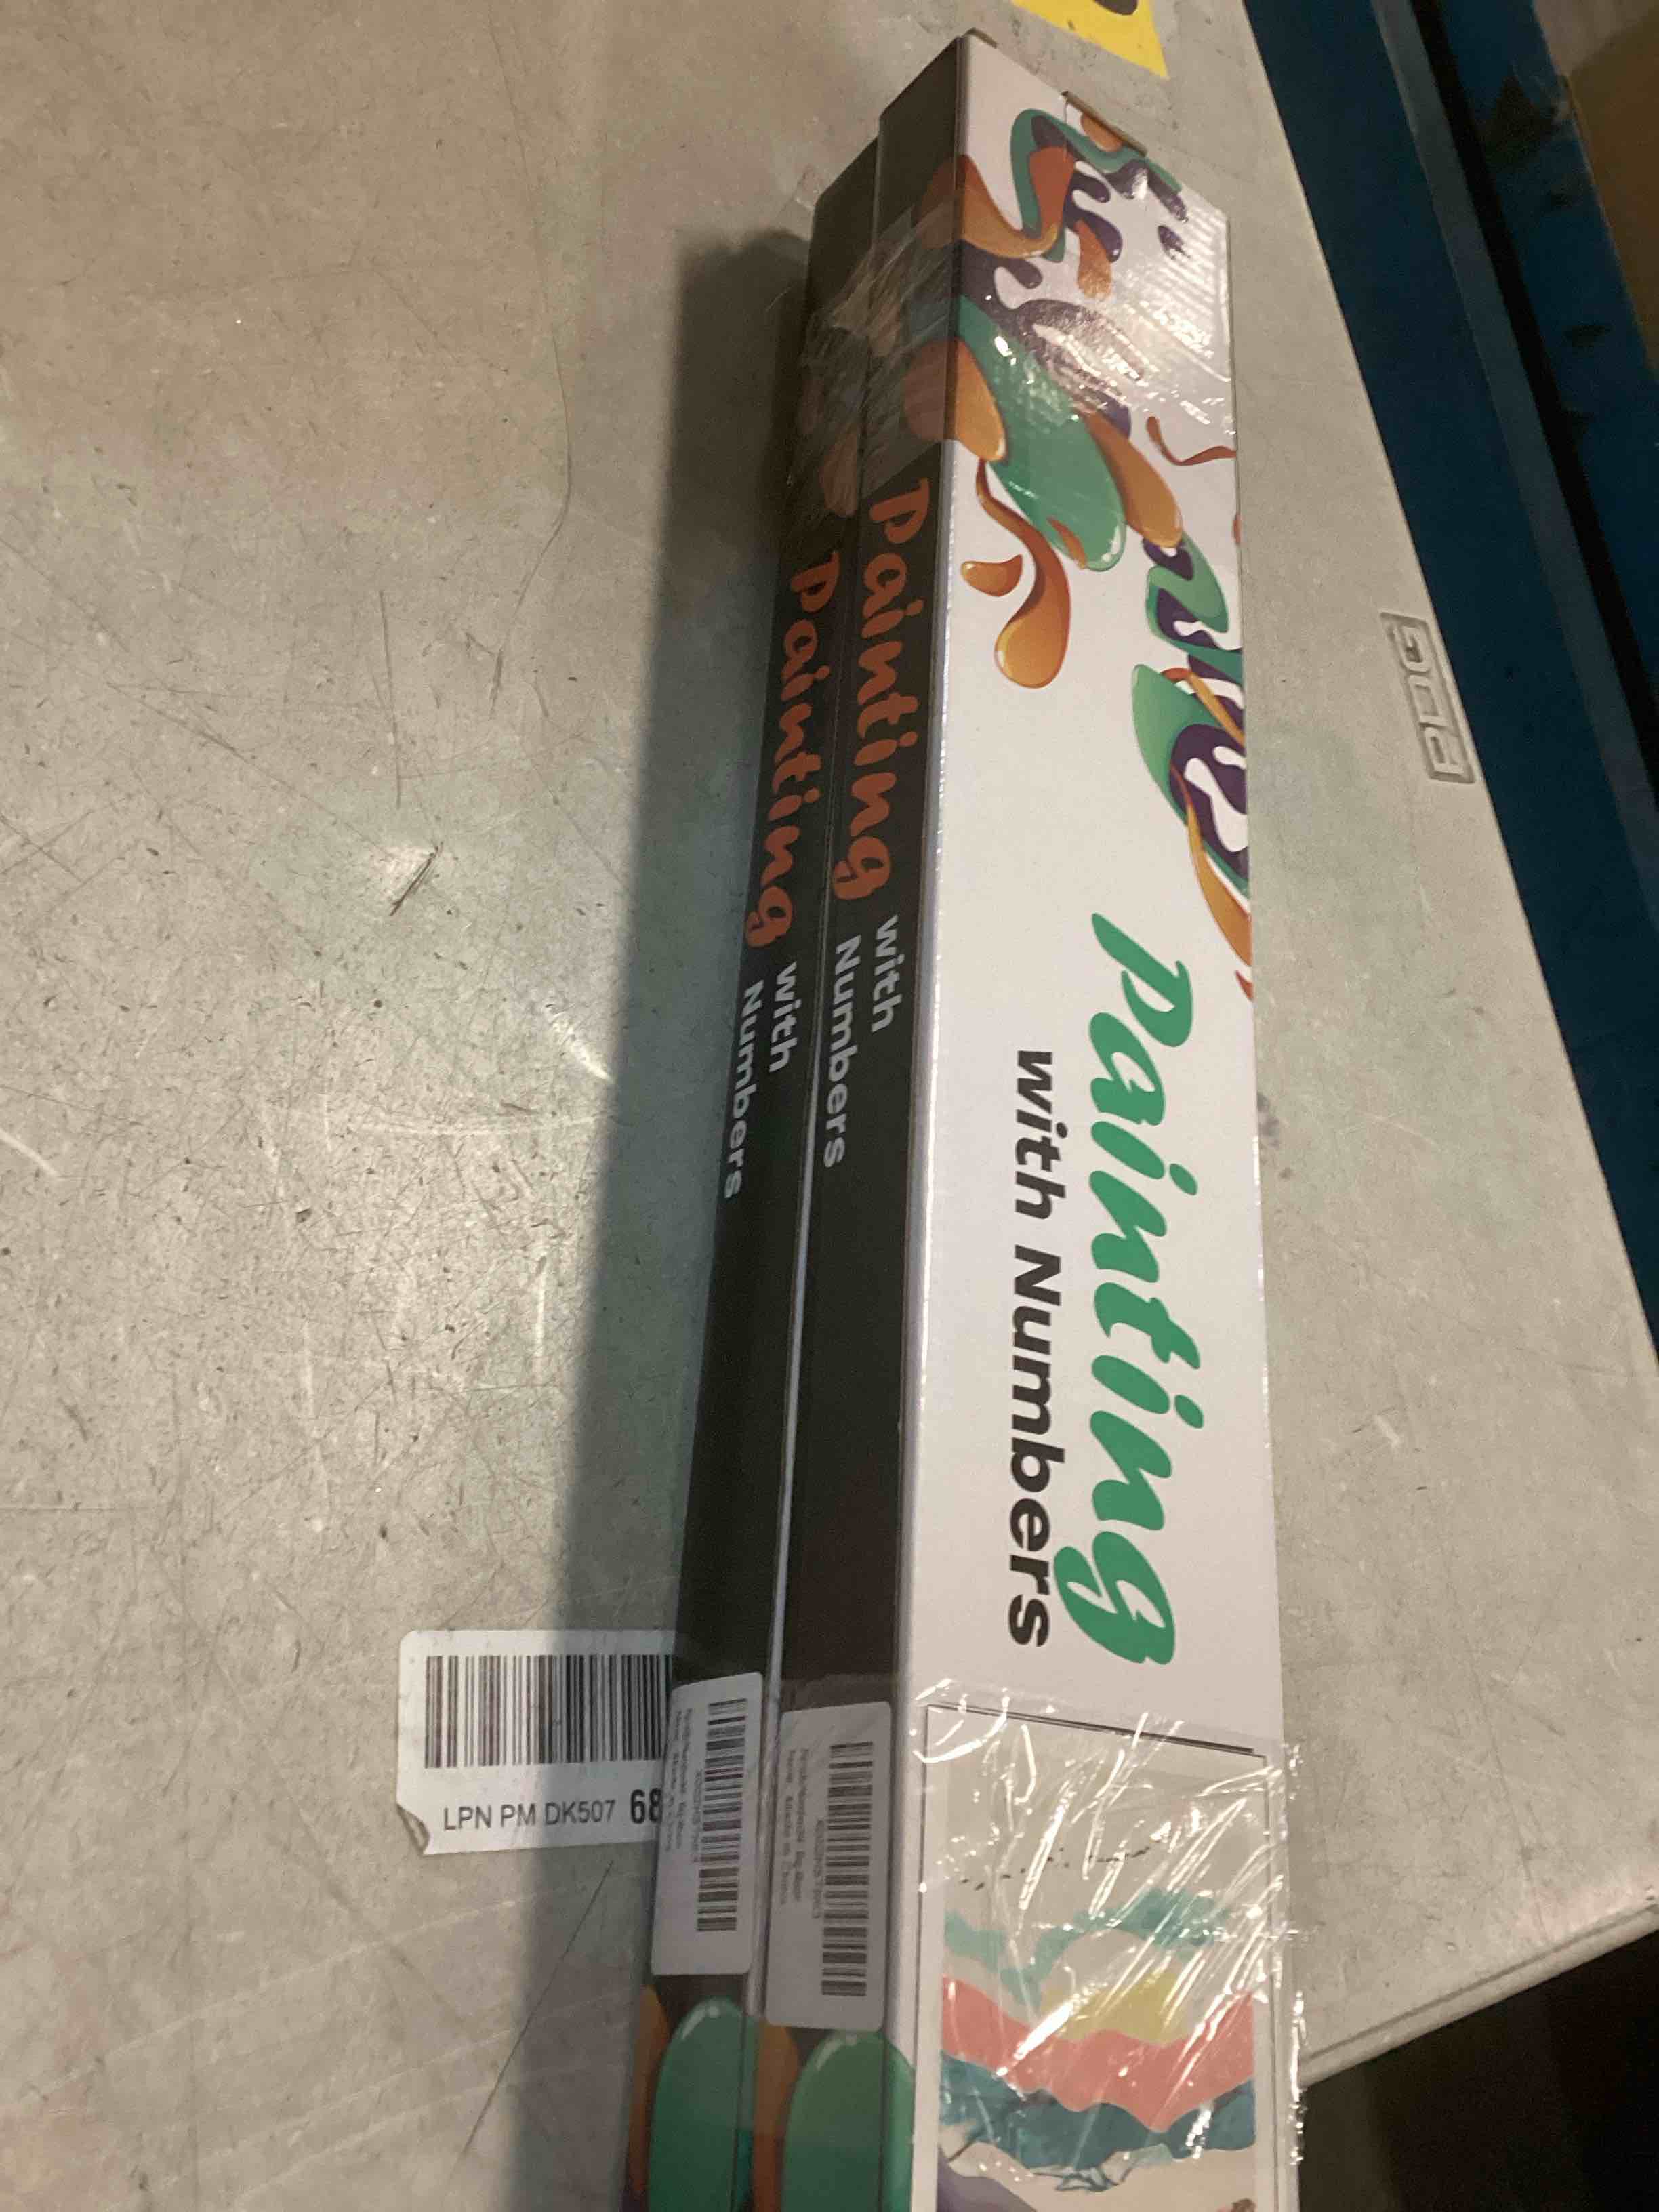 Painting
with Numbers
Painting
with
Numbers
Painting
with
Numbers
LPN PM DK507 68